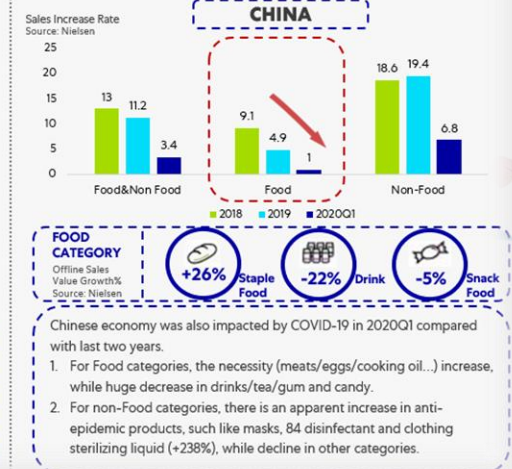 CHINA
Sales Increase Rate
Source: Nielsen
25
20
15
10
5
0
13
11.2
3.4
9.1
4.9
1
18.6
19.4
6.8
Food&Non Food
Food
Non-Food
2018
2019
2020Q1
FOOD
CATEGORY
Offline Sales
Value Growth%
Source: Nielsen
+26%
Staple
Food
-22%
Drink
-5%
Snack
Food
Chinese economy was also impacted by COVID-19 in 2020Q1 compared
with last two years.
1. For Food categories, the necessity (meats/eggs/cooking oil...) increase,
while huge decrease in drinks/tea/gum and candy.
2. For non-Food categories, there is an apparent increase in anti-
epidemic products, such like masks, 84 disinfectant and clothing
sterilizing liquid (+238%), while decline in other categories.